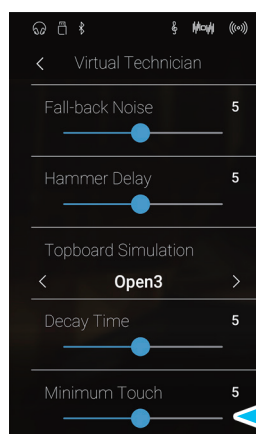 Virtual Technician
Fall-back Noise 5
Hammer Delay 5
Topboard Simulation
< Open3 >
Decay Time 5
Minimum Touch 5